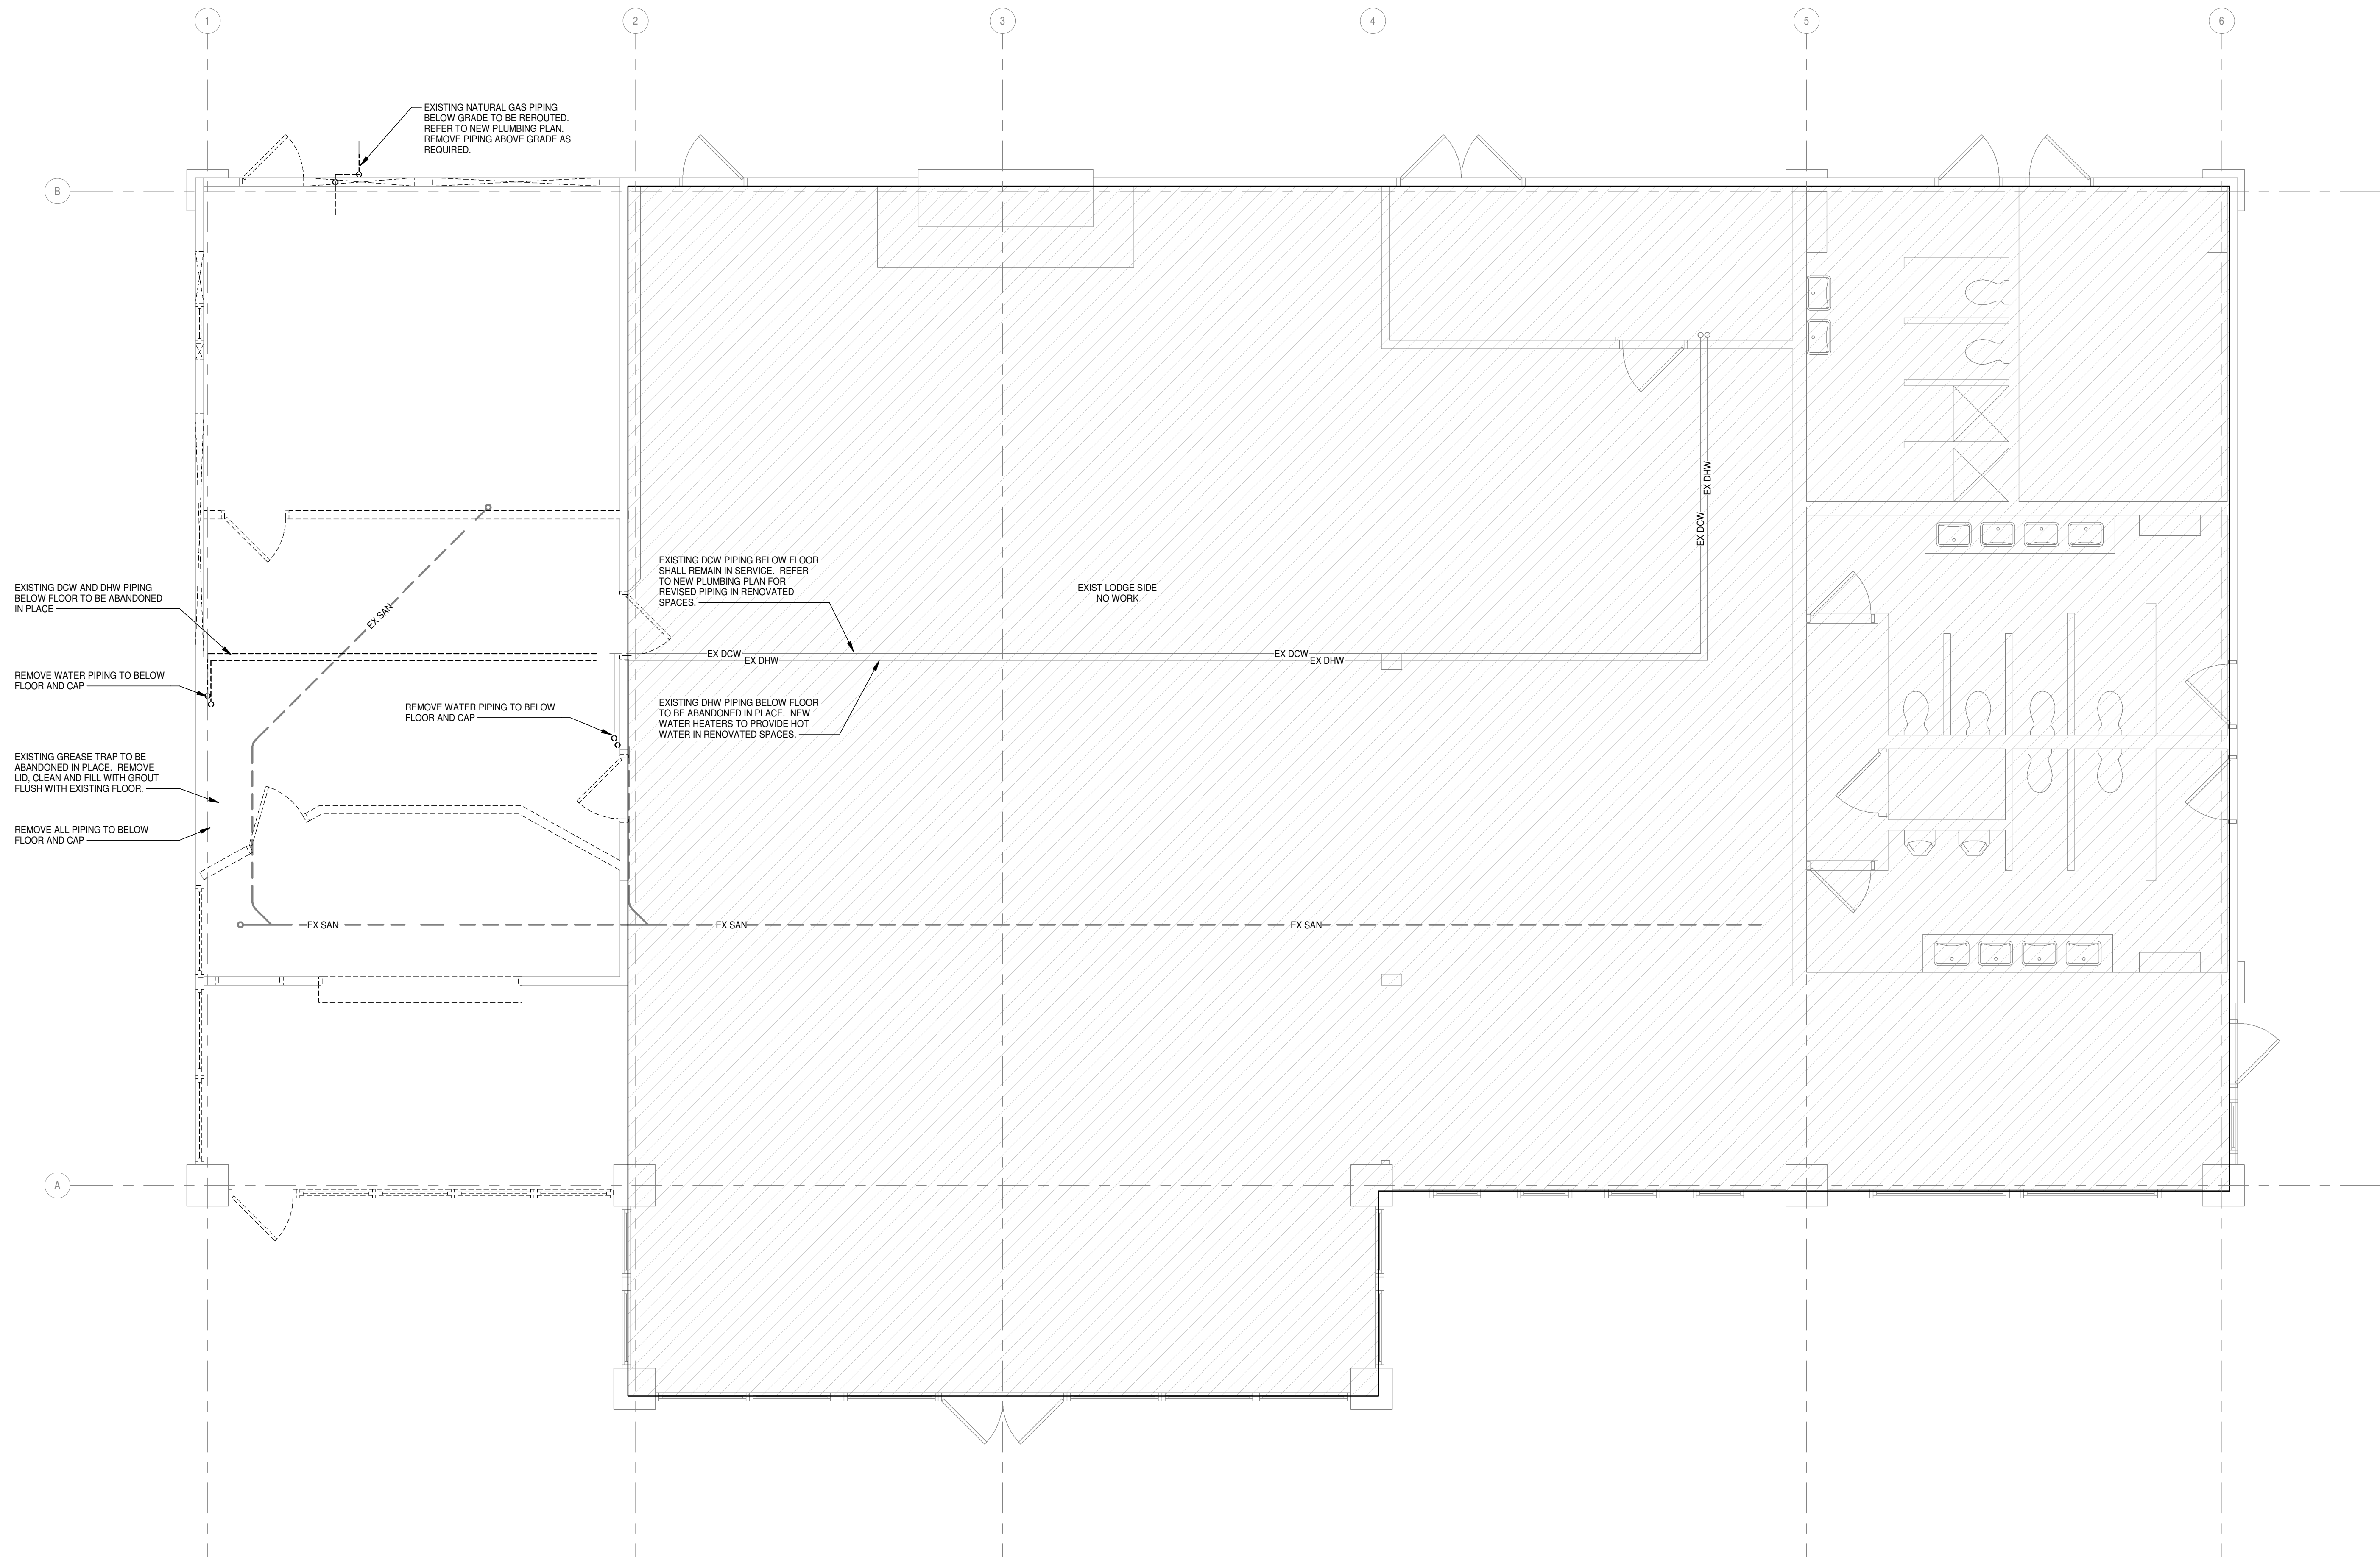 1
2
3
4
5
6
EXISTING NATURAL GAS PIPING
BELOW GRADE TO BE REROUTED.
REFER TO NEW PLUMBING PLAN.
REMOVE PIPING ABOVE GRADE AS
REQUIRED.
B
EX DHW
EX DCW
EX SAN
EXISTING DCW PIPING BELOW FLOOR
SHALL REMAIN IN SERVICE. REFER
TO NEW PLUMBING PLAN FOR
REVISED PIPING IN RENOVATED
SPACES.
EXIST LODGE SIDE
NO WORK
EXISTING DCW AND DHW PIPING
BELOW FLOOR TO BE ABANDONED
IN PLACE
EX DCW
EX DHW
EX DCW
EX DHW
REMOVE WATER PIPING TO BELOW
FLOOR AND CAP
REMOVE WATER PIPING TO BELOW
FLOOR AND CAP
EXISTING DHW PIPING BELOW FLOOR
TO BE ABANDONED IN PLACE. NEW
WATER HEATERS TO PROVIDE HOT
WATER IN RENOVATED SPACES.
EXISTING GREASE TRAP TO BE
ABANDONED IN PLACE. REMOVE
LID, CLEAN AND FILL WITH GROUT
FLUSH WITH EXISTING FLOOR.
REMOVE ALL PIPING TO BELOW
FLOOR AND CAP
EX SAN
EX SAN
EX SAN
A